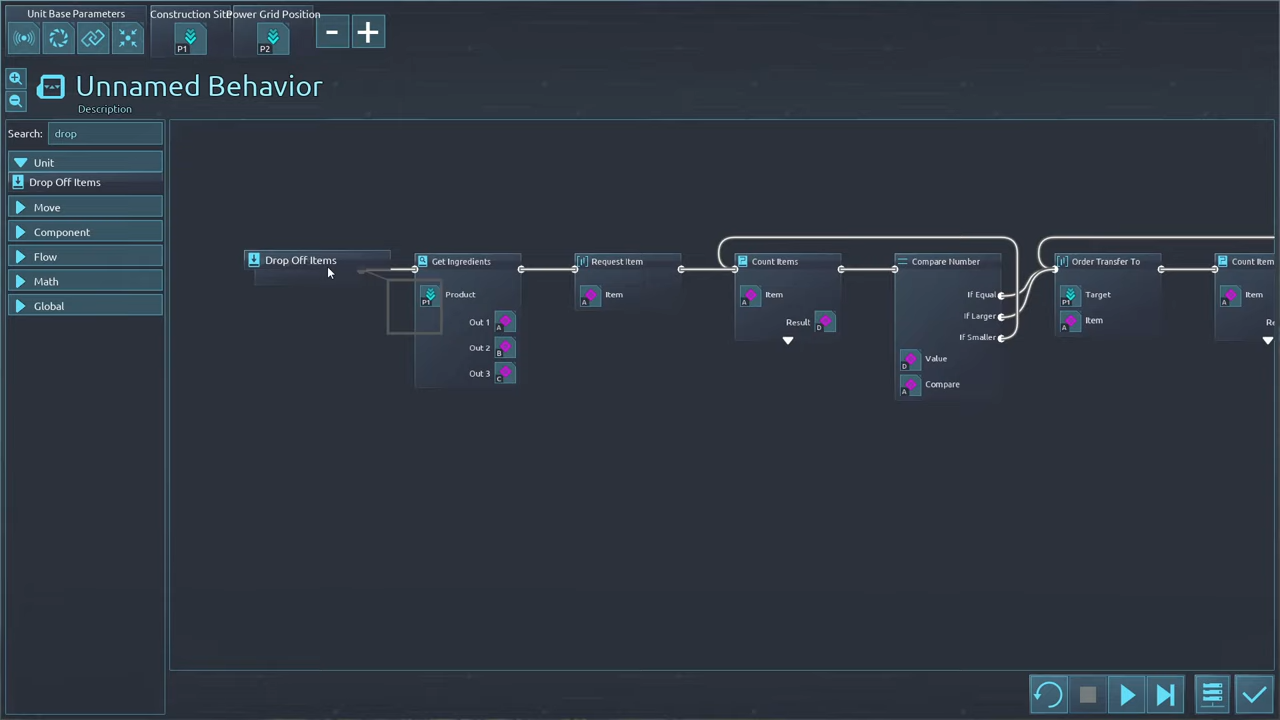 Unit Base Parameters
Construction Site
Power Grid Position
P1
P2
- +
Unnamed Behavior
Description
Search: drop
Unit
Drop Off Items
Move
Component
Flow
Math
Global
Drop Off Items
Get Ingredients
P1 Product
Out 1 A
Out 2 B
Out 3 C
Request Item
A Item
Count Items
A Item
Result D
Compare Number
If Equal
If Larger
If Smaller
D Value
A Compare
Order Transfer To
P1 Target
A Item
Count Item
A Item
Re